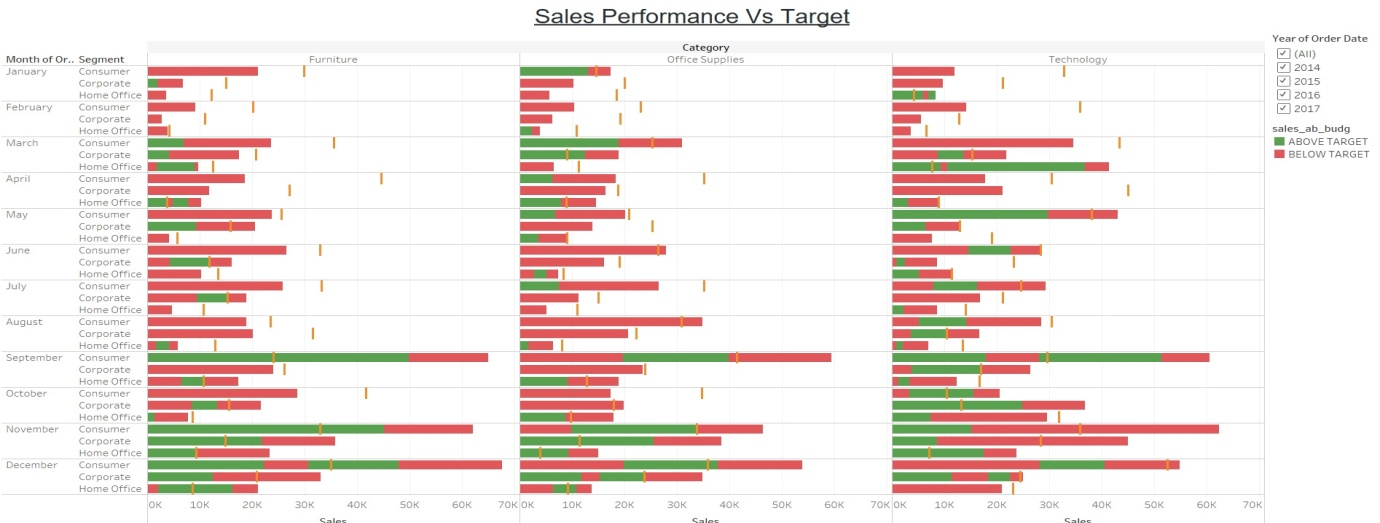 Sales Performance Vs Target
Category
Month of Or.. Segment Furniture Office Supplies Technology
January Consumer
Corporate
Home Office
February Consumer
Corporate
Home Office
March Consumer
Corporate
Home Office
April Consumer
Corporate
Home Office
May Consumer
Corporate
Home Office
June Consumer
Corporate
Home Office
July Consumer
Corporate
Home Office
August Consumer
Corporate
Home Office
September Consumer
Corporate
Home Office
October Consumer
Corporate
Home Office
November Consumer
Corporate
Home Office
December Consumer
Corporate
Home Office
0K 10K 20K 30K 40K 50K 60K 70K 0K 10K 20K 30K 40K 50K 60K 70K 0K 10K 20K 30K 40K 50K 60K 70K
Sales Sales Sales
Year of Order Date
(All)
2014
2015
2016
2017
sales_ab_budg
ABOVE TARGET
BELOW TARGET